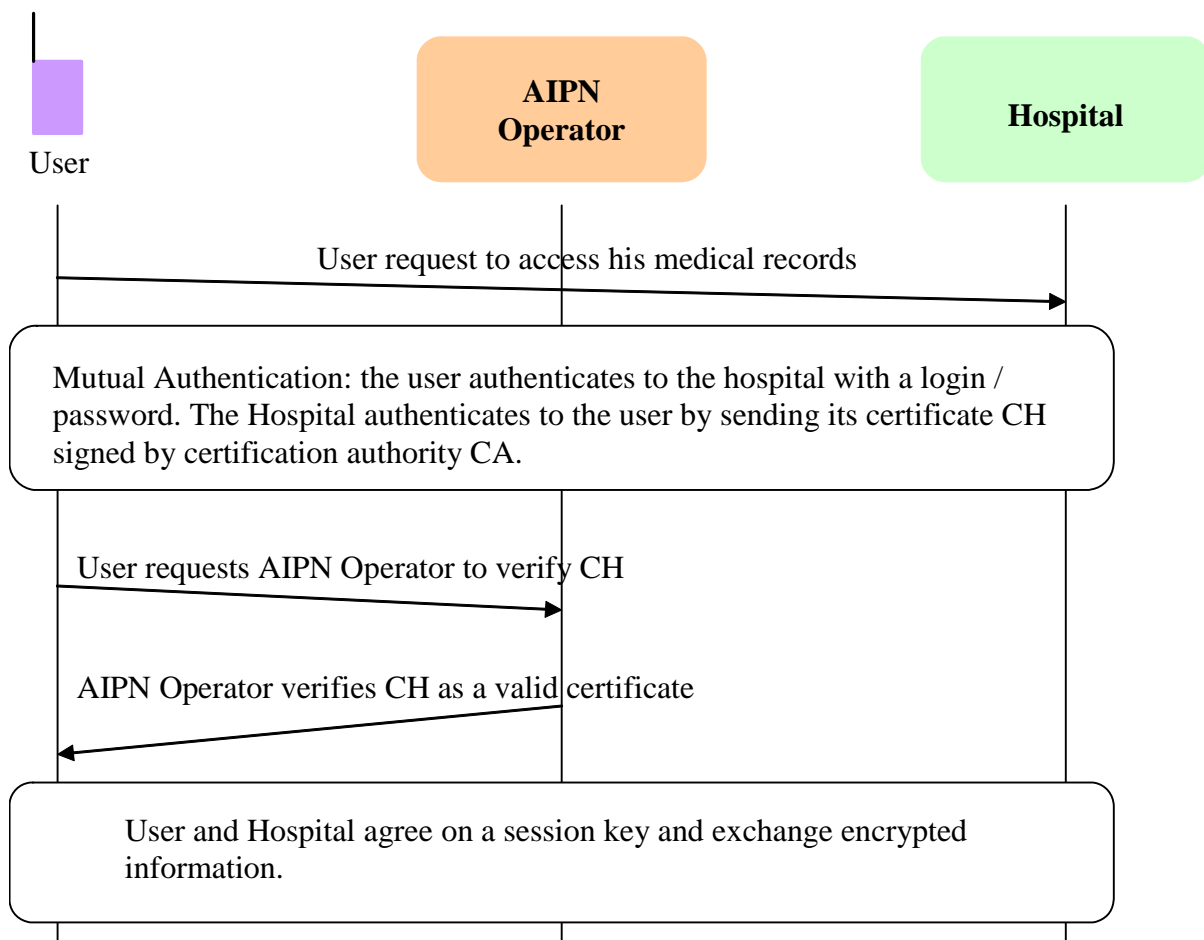 AIPN
Operator
Hospital
User
User request to access his medical records
Mutual Authentication: the user authenticates to the hospital with a login /
password. The Hospital authenticates to the user by sending its certificate CH
signed by certification authority CA.
User requests AIPN Operator to verify CH
AIPN Operator verifies CH as a valid certificate
User and Hospital agree on a session key and exchange encrypted
information.